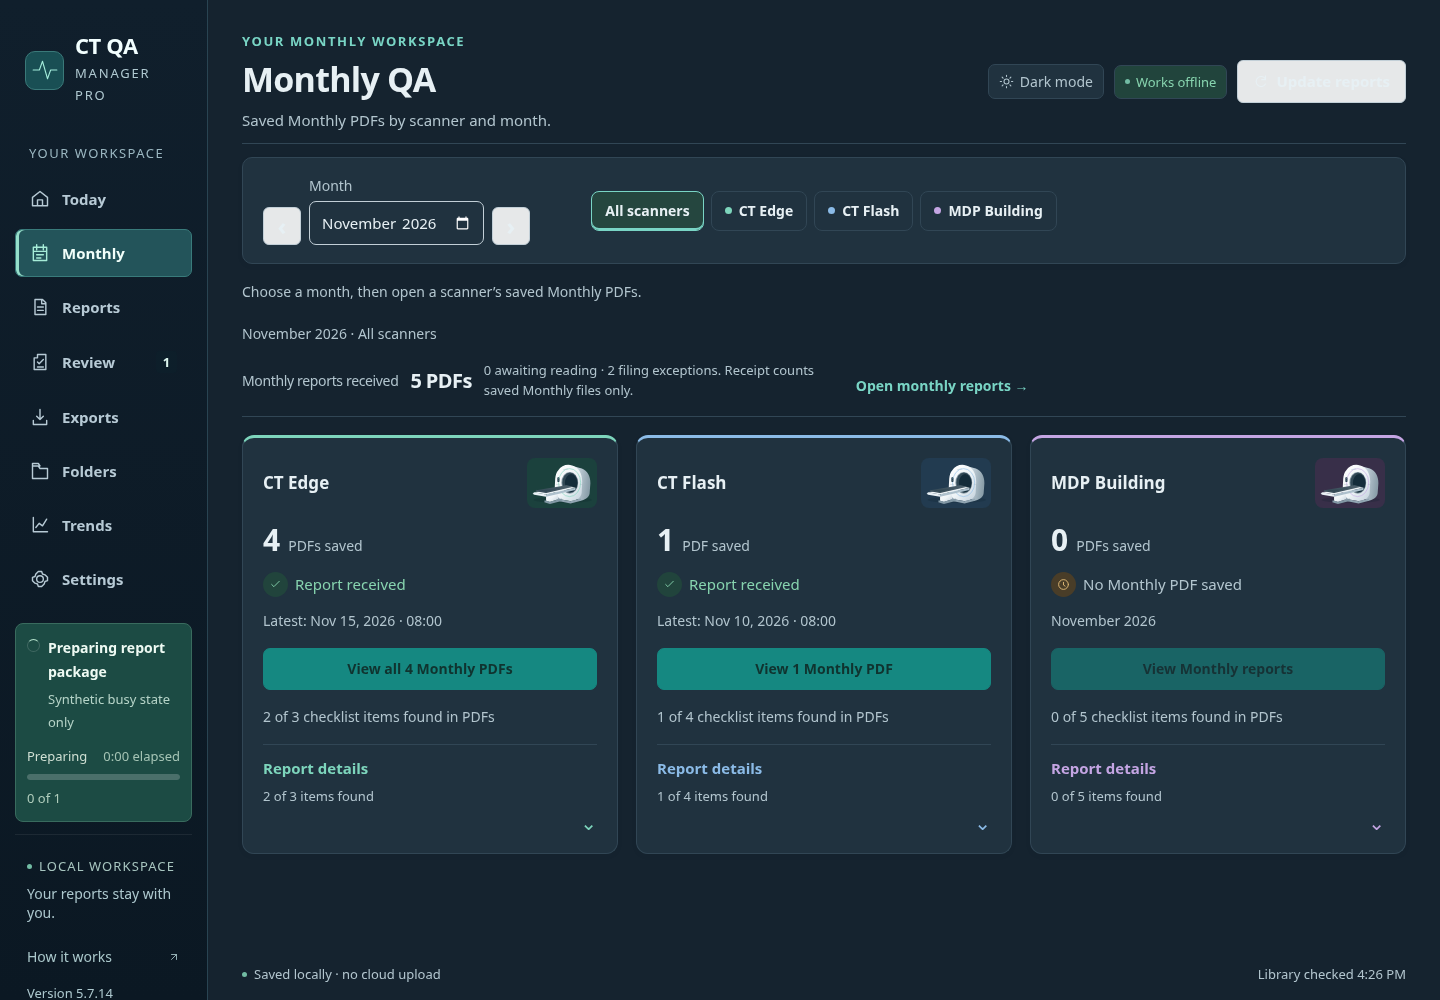 CT QA
MANAGER
PRO
YOUR WORKSPACE
Today
Monthly
Reports
Review 1
Exports
Folders
Trends
Settings
Preparing report
package
Synthetic busy state
only
Preparing 0:00 elapsed
0 of 1
LOCAL WORKSPACE
Your reports stay with
you.
How it works
Version 5.7.14
YOUR MONTHLY WORKSPACE
Monthly QA
Saved Monthly PDFs by scanner and month.
Dark mode
Works offline
Update reports
Month
November 2026
All scanners
CT Edge
CT Flash
MDP Building
Choose a month, then open a scanner’s saved Monthly PDFs.
November 2026 · All scanners
Monthly reports received 5 PDFs
0 awaiting reading · 2 filing exceptions. Receipt counts
saved Monthly files only.
Open monthly reports →
CT Edge
4 PDFs saved
Report received
Latest: Nov 15, 2026 · 08:00
View all 4 Monthly PDFs
2 of 3 checklist items found in PDFs
Report details
2 of 3 items found
CT Flash
1 PDF saved
Report received
Latest: Nov 10, 2026 · 08:00
View 1 Monthly PDF
1 of 4 checklist items found in PDFs
Report details
1 of 4 items found
MDP Building
0 PDFs saved
No Monthly PDF saved
November 2026
View Monthly reports
0 of 5 checklist items found in PDFs
Report details
0 of 5 items found
Saved locally · no cloud upload
Library checked 4:26 PM